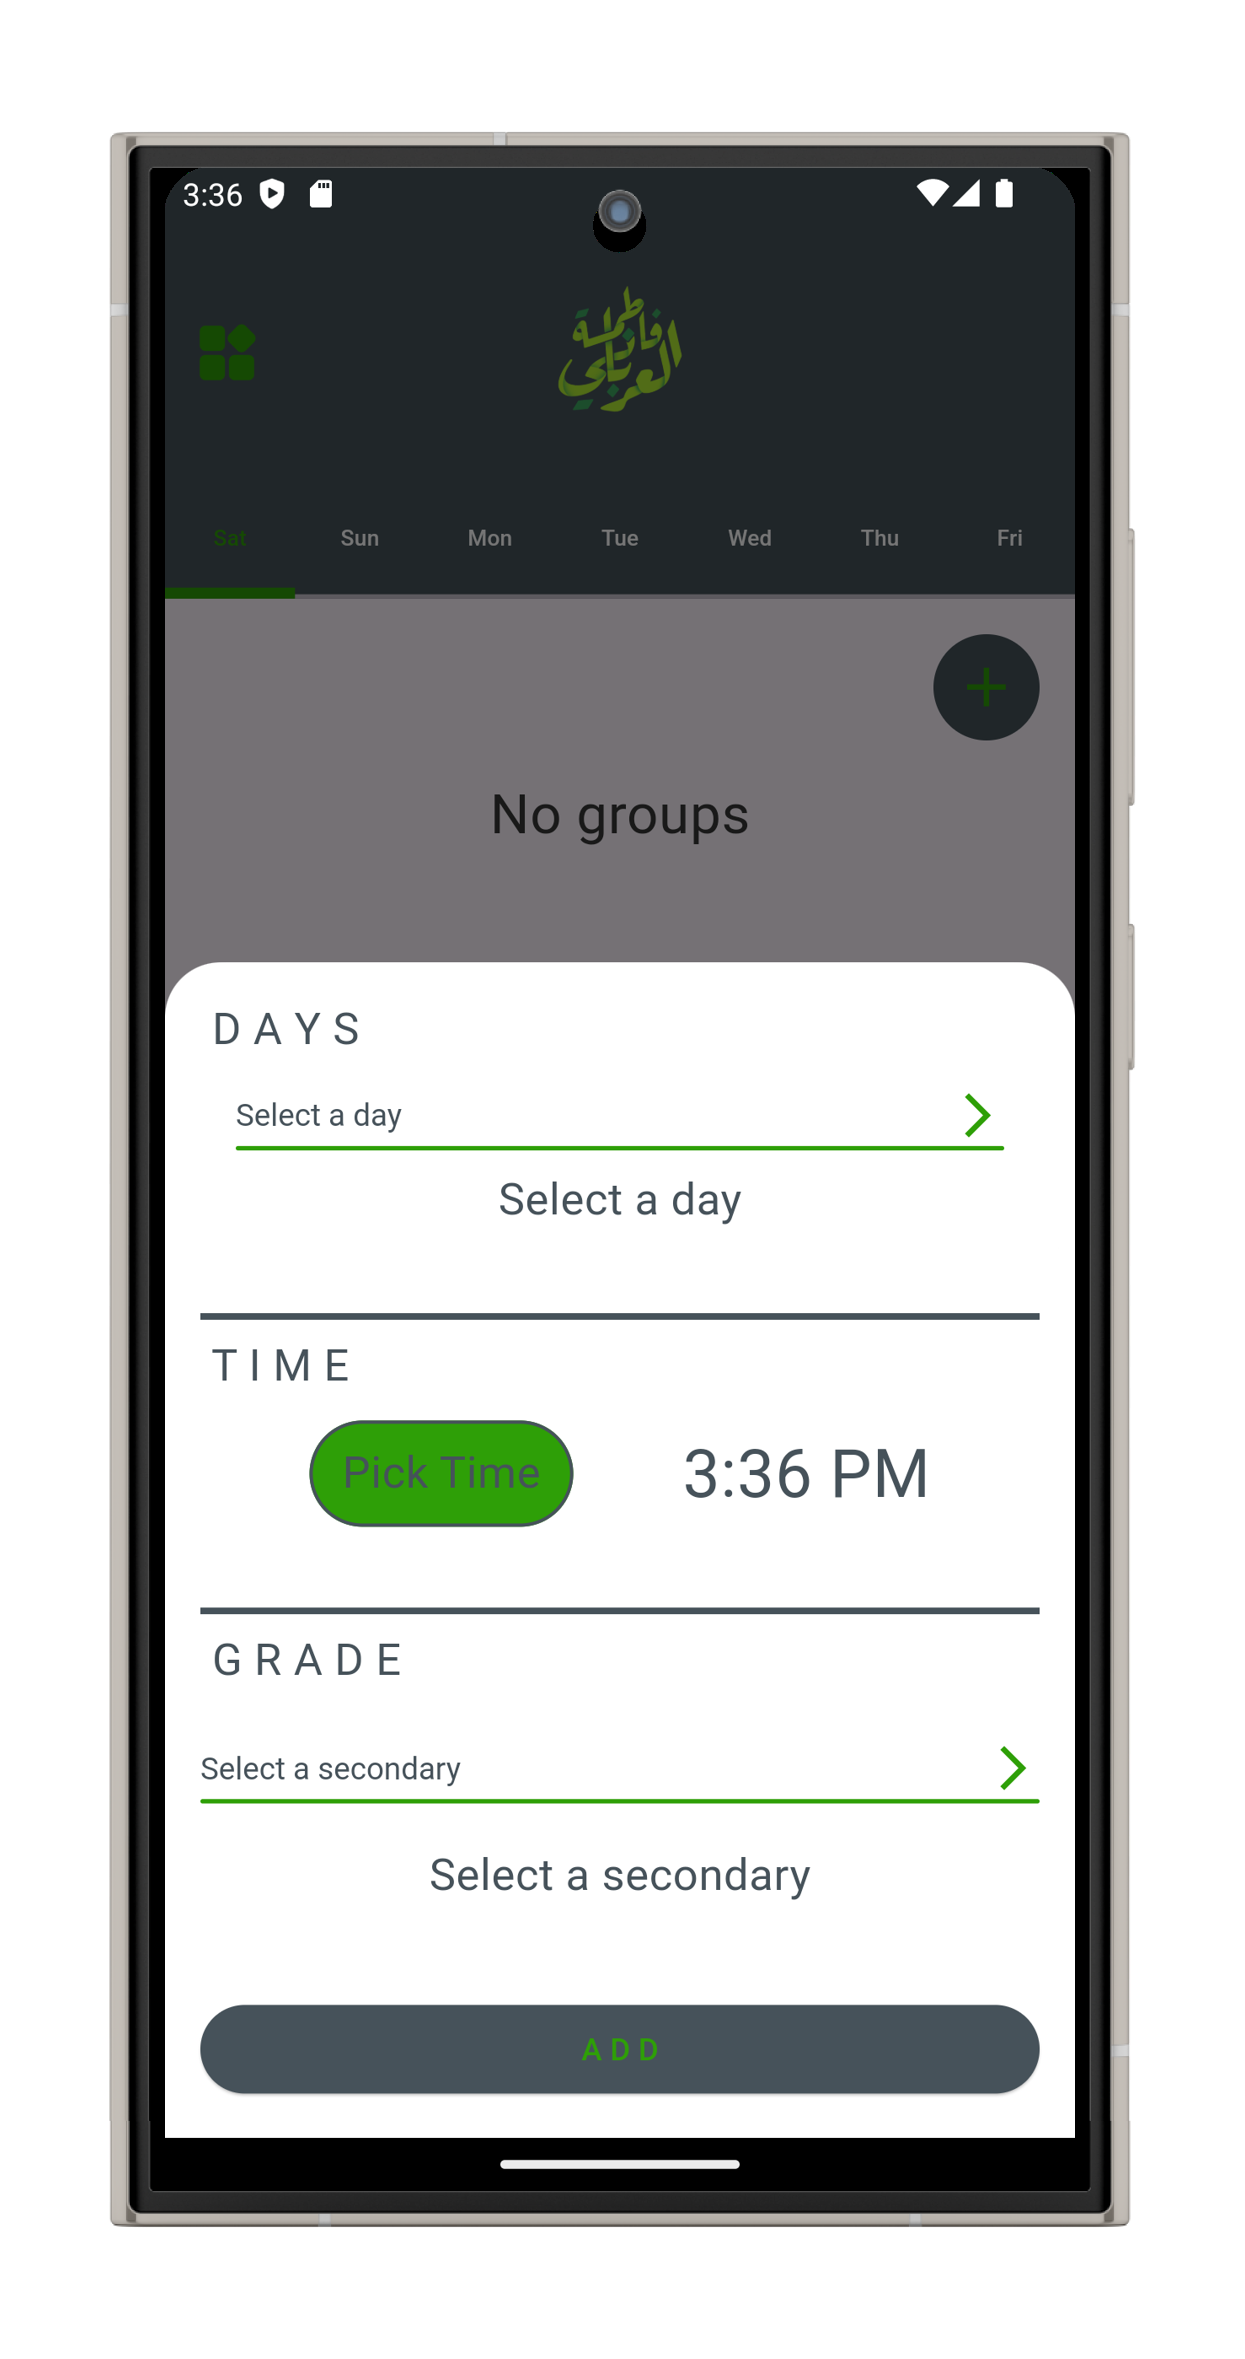 3:36
فاطمة
العرباني
Sat Sun Mon Tue Wed Thu Fri
No groups
DAYS
Select a day
Select a day
TIME
Pick Time 3:36 PM
GRADE
Select a secondary
Select a secondary
ADD